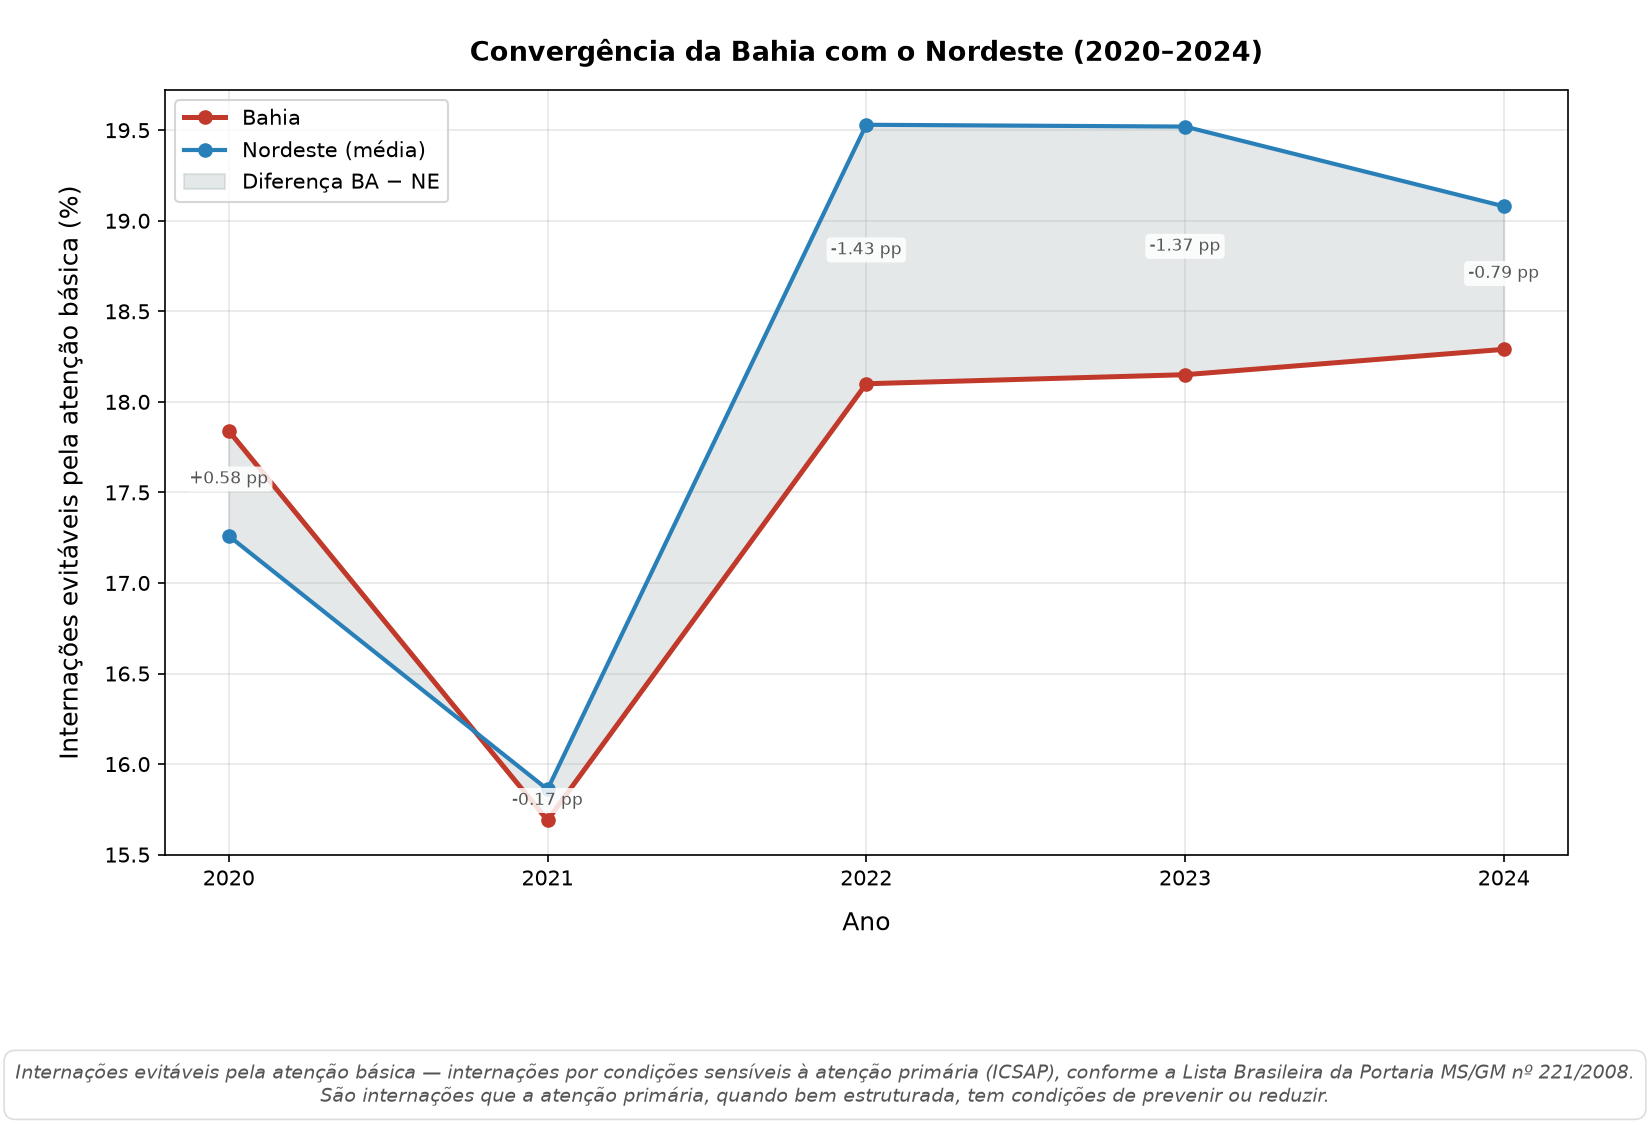 Convergência da Bahia com o Nordeste (2020–2024)
Bahia
Nordeste (média)
Diferença BA − NE
Internações evitáveis pela atenção básica (%)
19.5
19.0
18.5
18.0
17.5
17.0
16.5
16.0
15.5
+0.58 pp
-0.17 pp
-1.43 pp
-1.37 pp
-0.79 pp
2020
2021
2022
2023
2024
Ano
Internações evitáveis pela atenção básica — internações por condições sensíveis à atenção primária (ICSAP), conforme a Lista Brasileira da Portaria MS/GM nº 221/2008.
São internações que a atenção primária, quando bem estruturada, tem condições de prevenir ou reduzir.